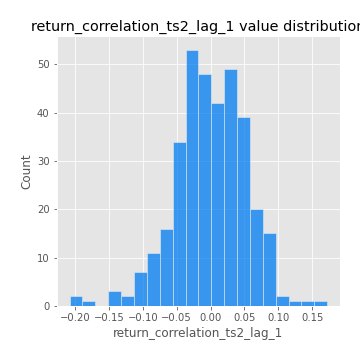 return_correlation_ts2_lag_1 value distribution
50
40
30
20
10
0
Count
−0.20 −0.15 −0.10 −0.05 0.00 0.05 0.10 0.15
return_correlation_ts2_lag_1